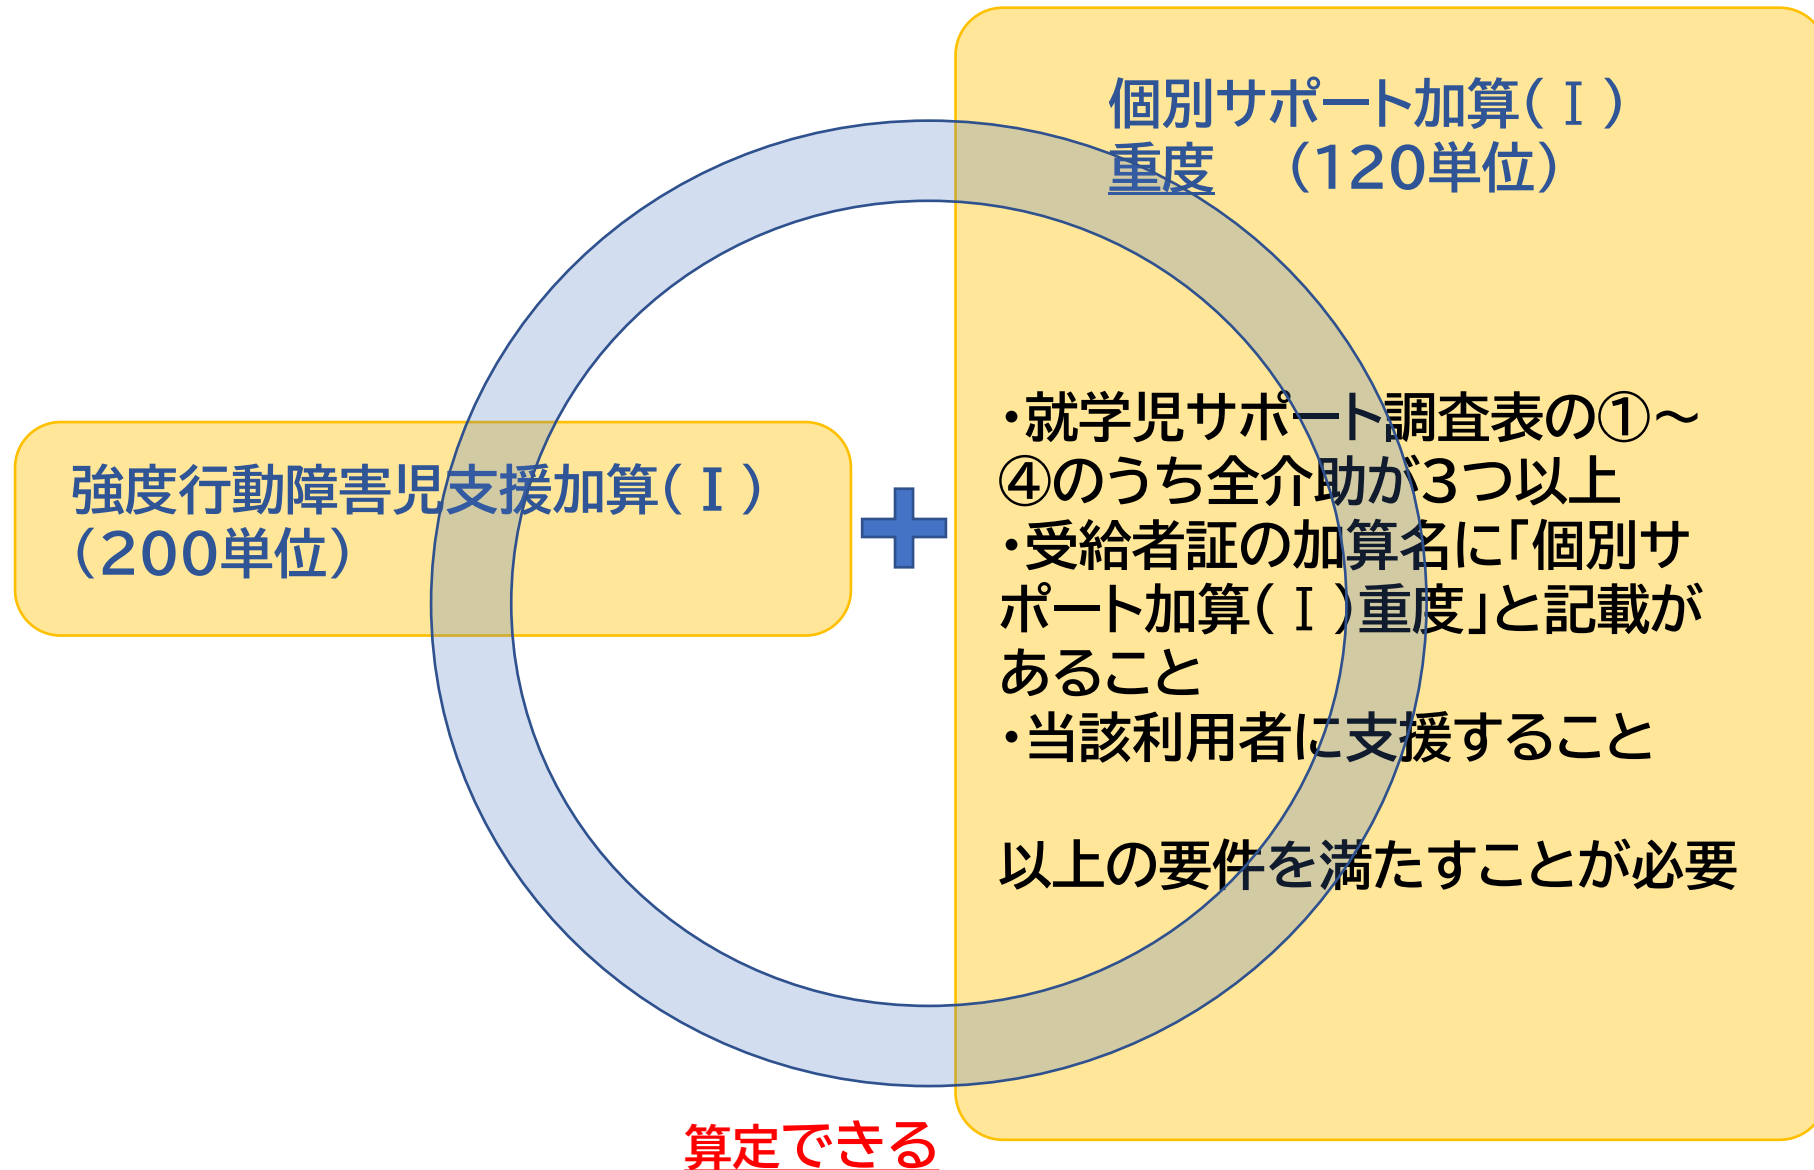 個別サポート加算(Ⅰ)
重度　(120単位)
強度行動障害児支援加算(Ⅰ)
(200単位)
・就学児サポート調査表の①～
④のうち全介助が3つ以上
・受給者証の加算名に「個別サ
ポート加算(Ⅰ)重度」と記載が
あること
・当該利用者に支援すること
以上の要件を満たすことが必要
算定できる